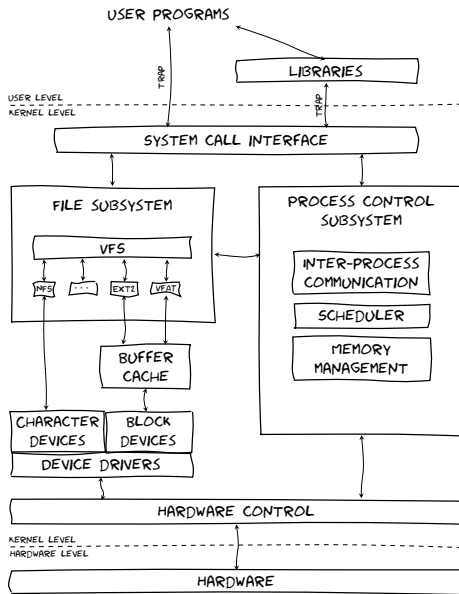 USER PROGRAMS
LIBRARIES
TRAP
TRAP
USER LEVEL
KERNEL LEVEL
SYSTEM CALL INTERFACE
FILE SUBSYSTEM
VFS
NFS
...
EXT2
VFAT
PROCESS CONTROL
SUBSYSTEM
INTER-PROCESS
COMMUNICATION
SCHEDULER
MEMORY
MANAGEMENT
BUFFER
CACHE
CHARACTER
DEVICES
BLOCK
DEVICES
DEVICE DRIVERS
HARDWARE CONTROL
KERNEL LEVEL
HARDWARE LEVEL
HARDWARE